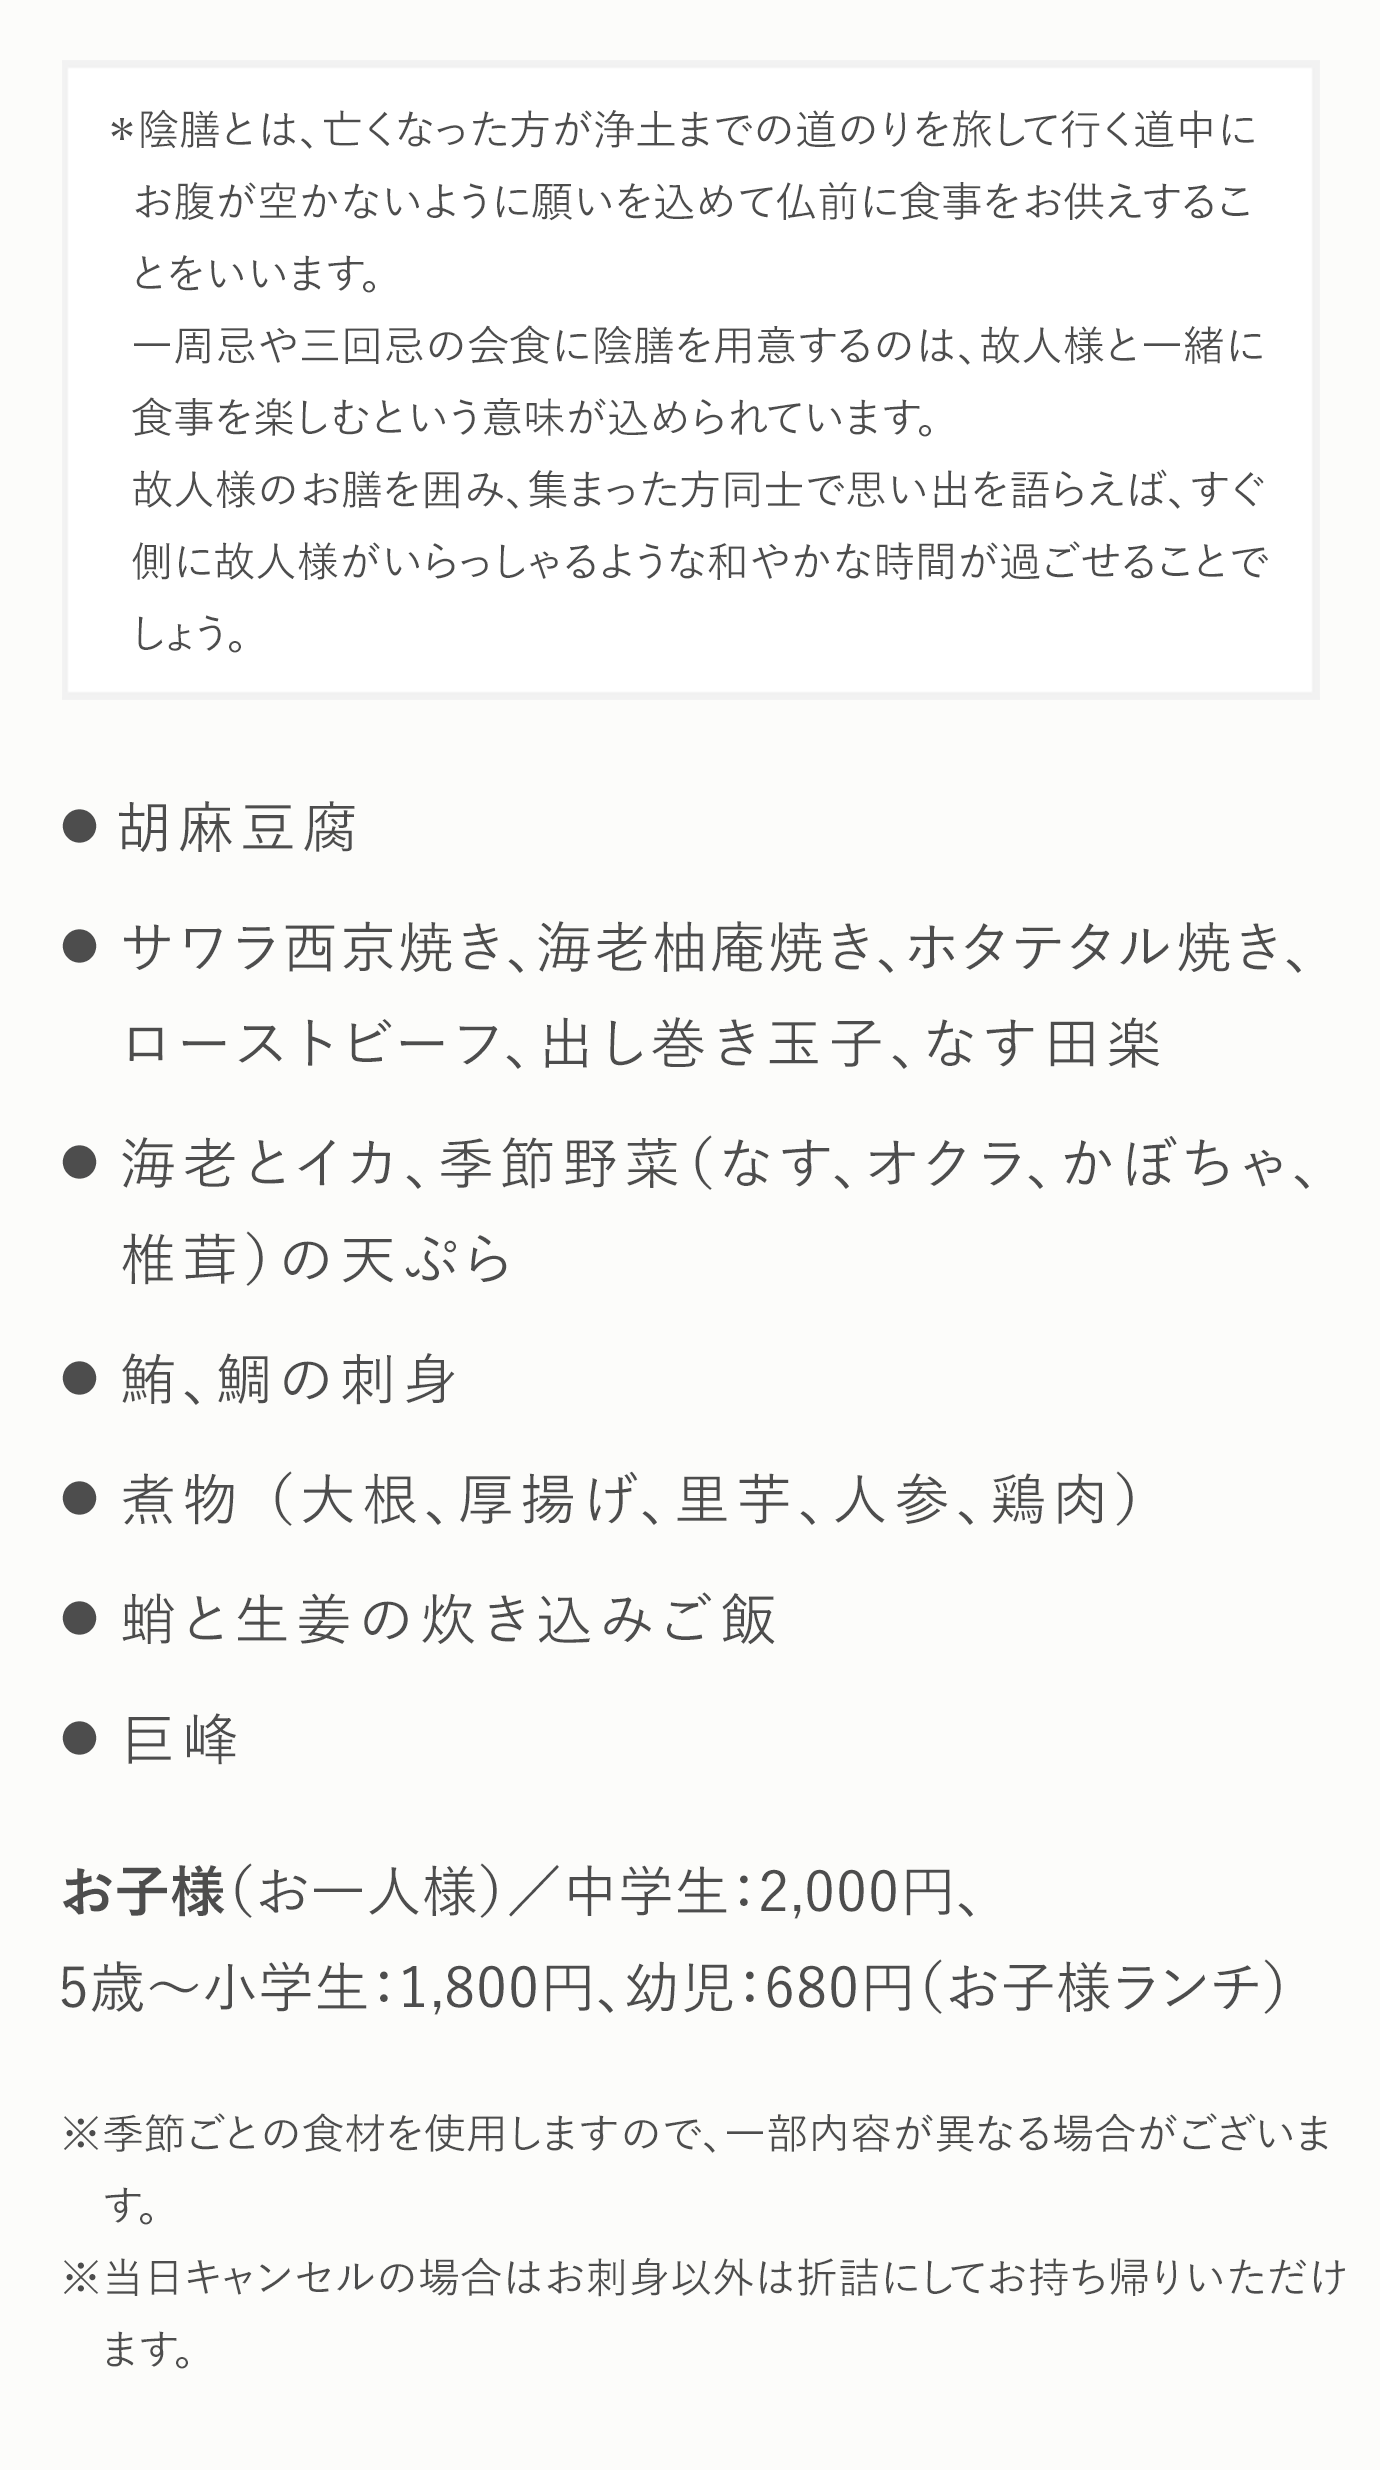 ＊陰膳とは、亡くなった方が浄土までの道のりを旅して行く道中に
お腹が空かないように願いを込めて仏前に食事をお供えするこ
とをいいます。
一周忌や三回忌の会食に陰膳を用意するのは、故人様と一緒に
食事を楽しむという意味が込められています。
故人様のお膳を囲み、集まった方同士で思い出を語らえば、すぐ
側に故人様がいらっしゃるような和やかな時間が過ごせることで
しょう。
● 胡麻豆腐
● サワラ西京焼き、海老柚庵焼き、ホタテタル焼き、
ローストビーフ、出し巻き玉子、なす田楽
● 海老とイカ、季節野菜（なす、オクラ、かぼちゃ、
椎茸）の天ぷら
● 鮪、鯛の刺身
● 煮物（大根、厚揚げ、里芋、人参、鶏肉）
● 蛸と生姜の炊き込みご飯
● 巨峰
お子様（お一人様）／中学生：2,000円、
5歳〜小学生：1,800円、幼児：680円（お子様ランチ）
※季節ごとの食材を使用しますので、一部内容が異なる場合がございま
す。
※当日キャンセルの場合はお刺身以外は折詰にしてお持ち帰りいただけ
ます。